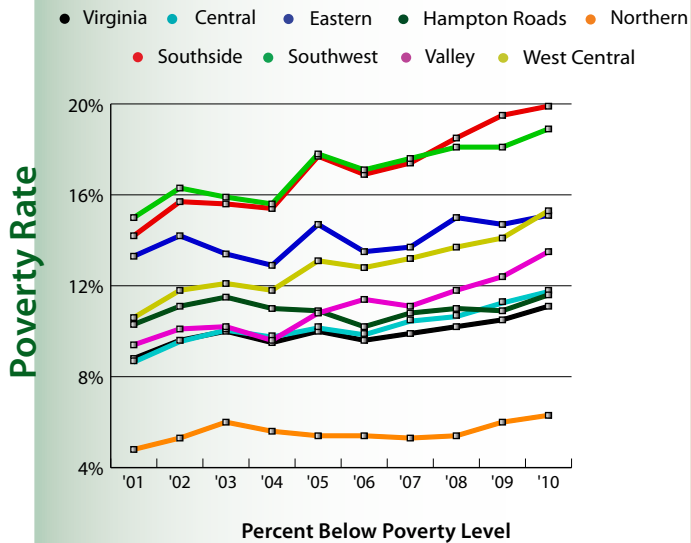 Virginia Central Eastern Hampton Roads Northern
Southside Southwest Valley West Central
Poverty Rate
20%
16%
12%
8%
4%
'01 '02 '03 '04 '05 '06 '07 '08 '09 '10
Percent Below Poverty Level